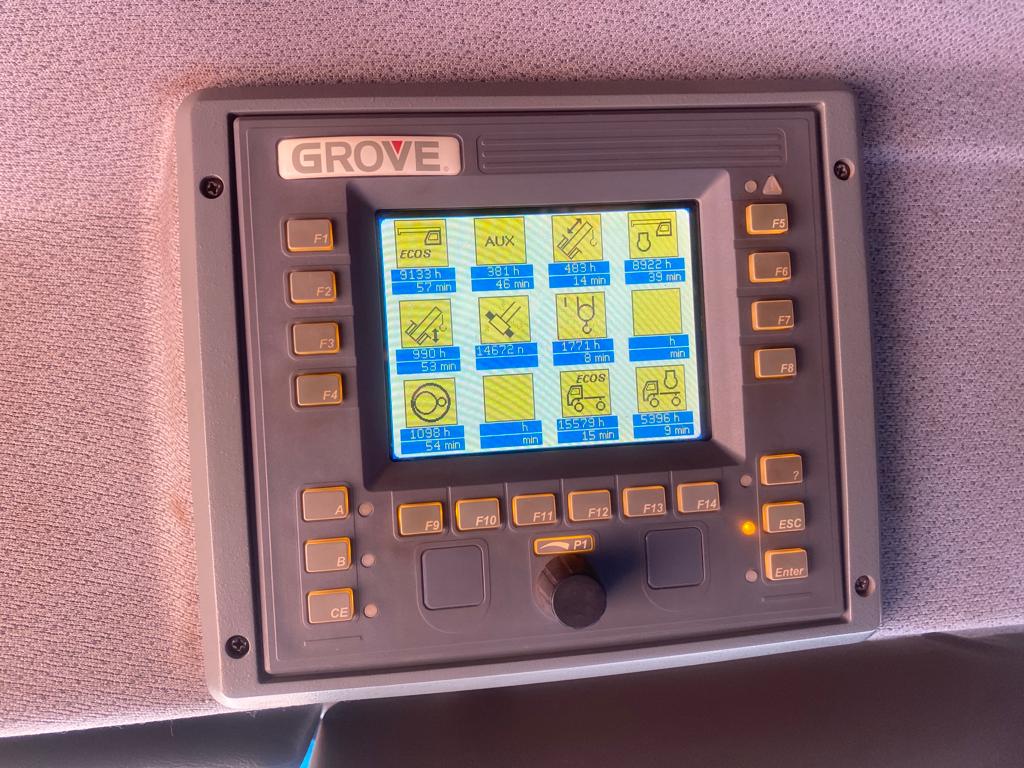 GROVE
F1
F2
F3
F4
F5
F6
F7
F8
ECOS
9133 h
57 min
AUX
381 h
46 min
483 h
14 min
8922 h
39 min
990 h
53 min
14672 h
1771 h
8 min
h
min
1098 h
54 min
h
min
ECOS
15579 h
15 min
5396 h
9 min
A
B
CE
F9
F10
F11
F12
F13
F14
P1
?
ESC
Enter